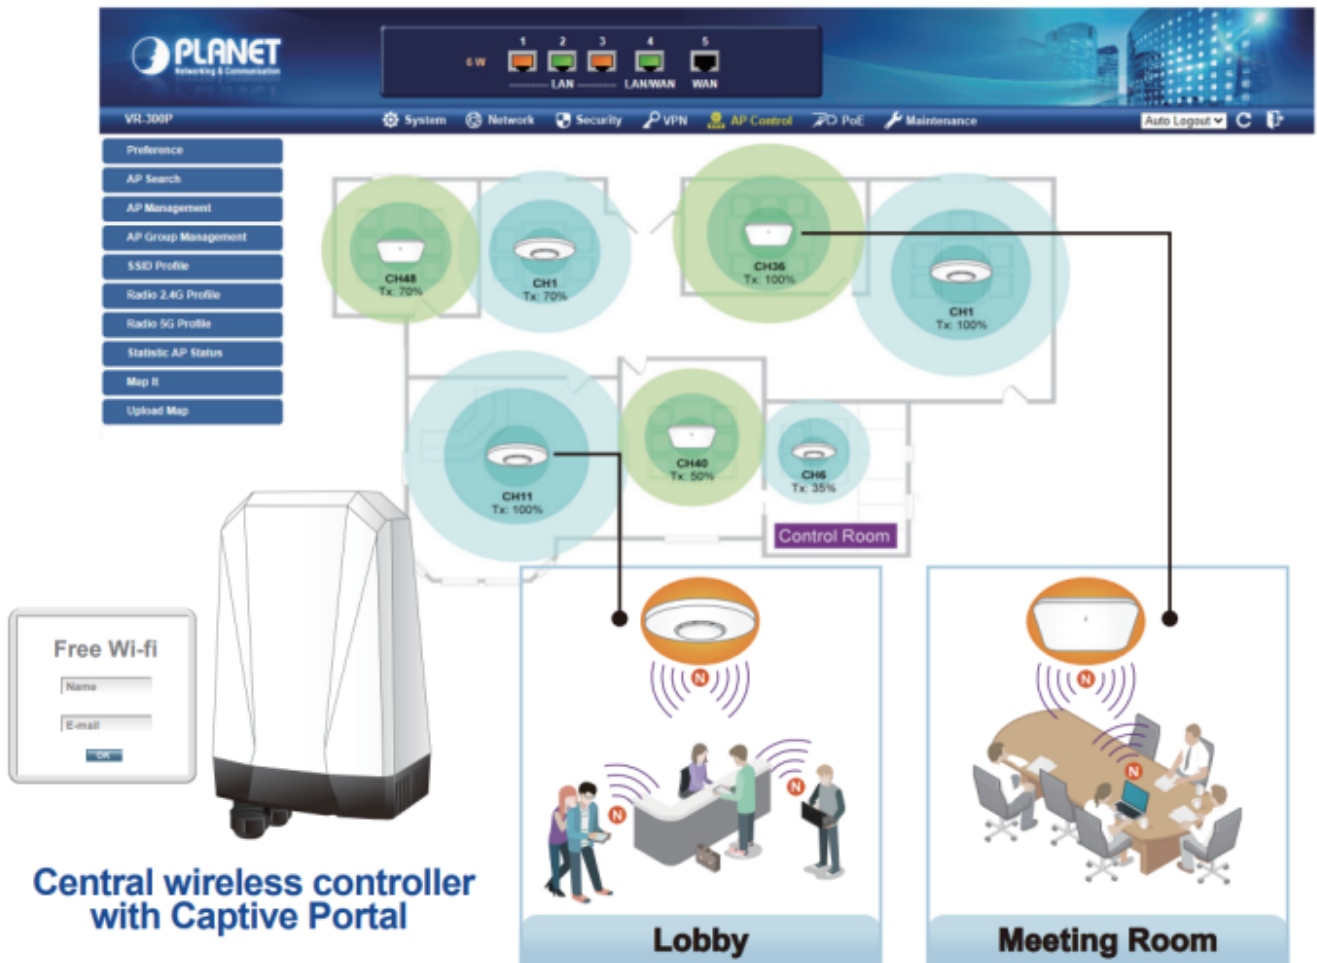 PLANET
Networking & Communication
1 2 3 4 5
6 W
LAN LAN/WAN WAN
VR-300P
System Network Security VPN AP Control PoE Maintenance
Auto Logout
Preference
AP Search
AP Management
AP Group Management
SSID Profile
Radio 2.4G Profile
Radio 5G Profile
Statistic AP Status
Map It
Upload Map
CH48
Tx: 70%
CH1
Tx: 70%
CH36
Tx: 100%
CH1
Tx: 100%
CH11
Tx: 100%
CH40
Tx: 50%
CH6
Tx: 35%
Control Room
Free Wi-fi
Name
E-mail
OK
N
N
N
N
N
Central wireless controller
with Captive Portal
Lobby
Meeting Room